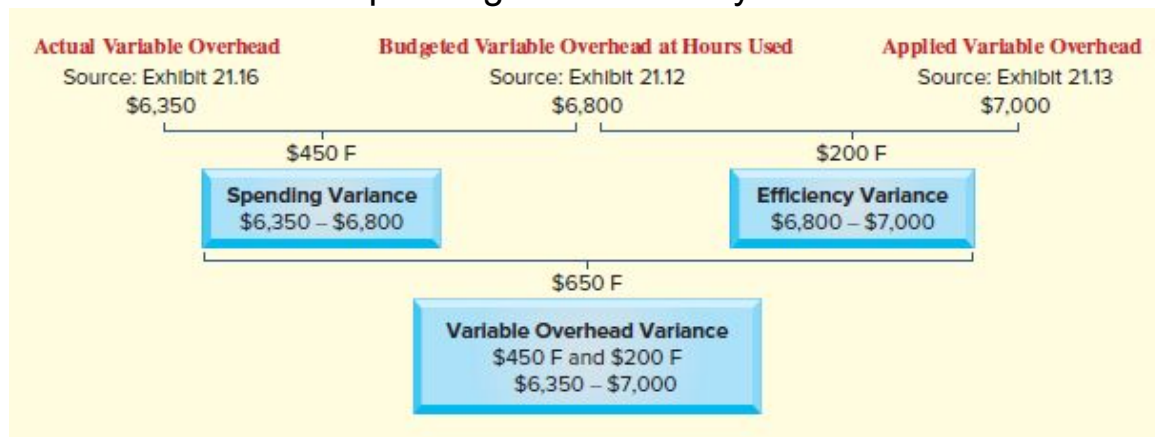 Actual Variable Overhead
Source: Exhibit 21.16
$6,350
Budgeted Variable Overhead at Hours Used
Source: Exhibit 21.12
$6,800
Applied Variable Overhead
Source: Exhibit 21.13
$7,000
$450 F
$200 F
Spending Variance
$6,350 – $6,800
Efficiency Variance
$6,800 – $7,000
$650 F
Variable Overhead Variance
$450 F and $200 F
$6,350 – $7,000